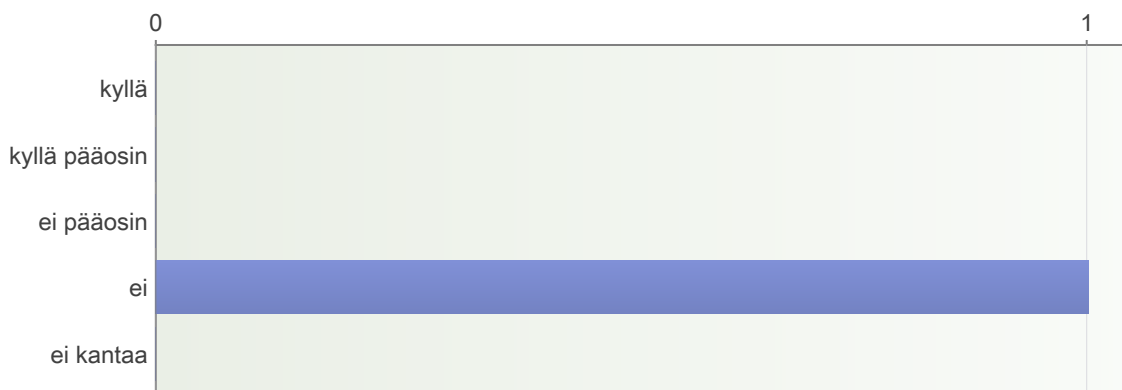 0 1
kyllä
kyllä pääosin
ei pääosin
ei
ei kantaa